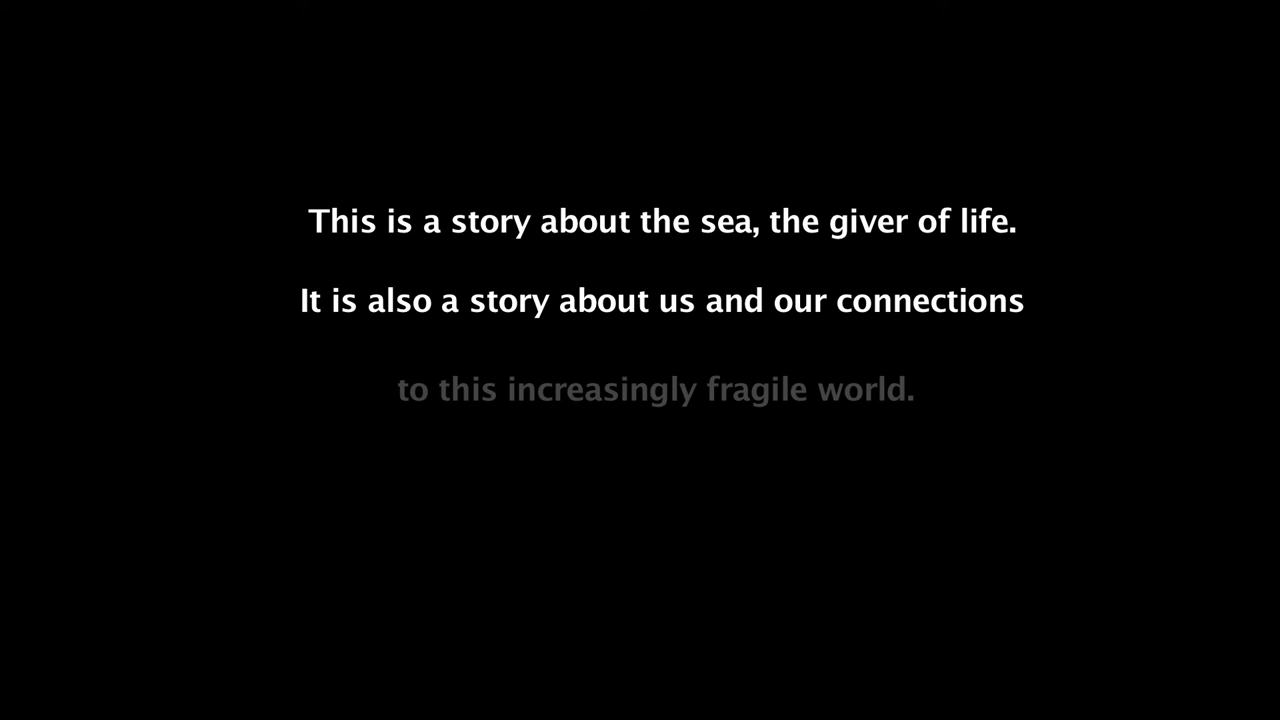 This is a story about the sea, the giver of life.
It is also a story about us and our connections
to this increasingly fragile world.